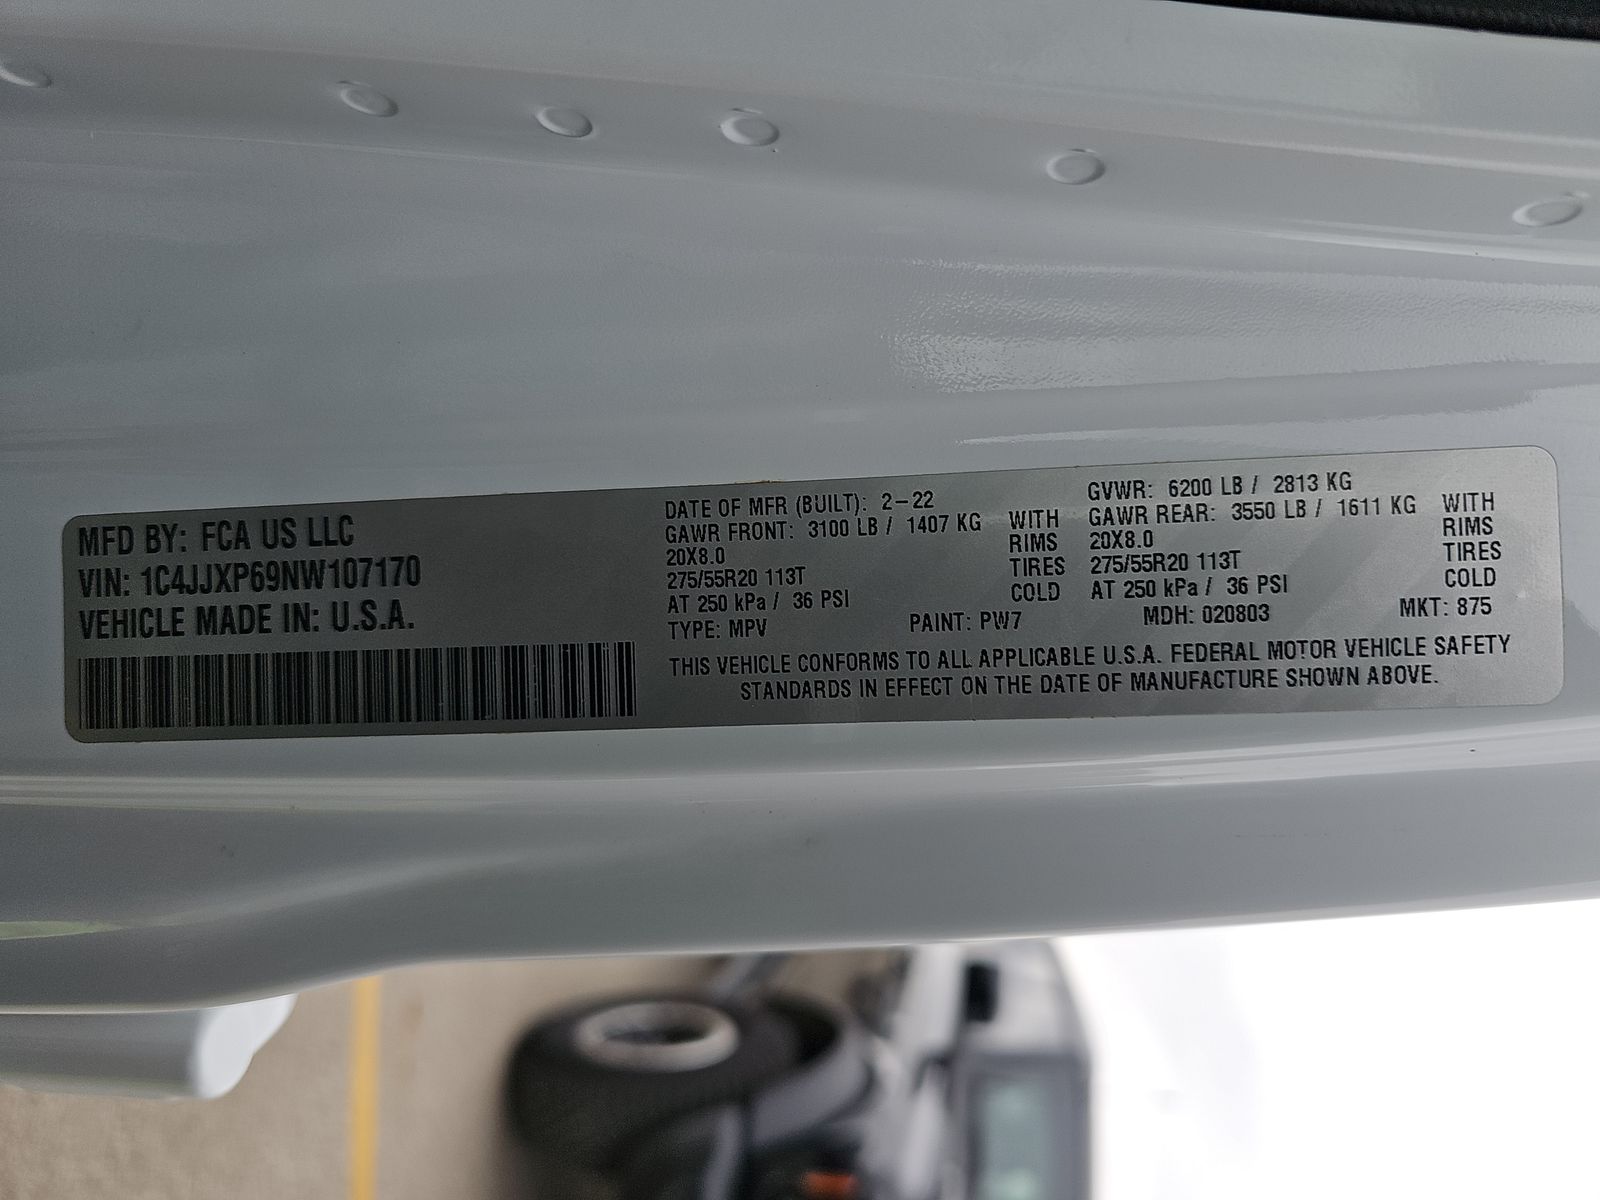 MFD BY: FCA US LLC
VIN: 1C4JJXP69NW107170
VEHICLE MADE IN: U.S.A.
DATE OF MFR (BUILT): 2-22
GAWR FRONT: 3100 LB / 1407 KG WITH
20X8.0 RIMS
275/55R20 113T TIRES
AT 250 kPa / 36 PSI COLD
GVWR: 6200 LB / 2813 KG
GAWR REAR: 3550 LB / 1611 KG WITH
20X8.0 RIMS
275/55R20 113T TIRES
AT 250 kPa / 36 PSI COLD
TYPE: MPV PAINT: PW7 MDH: 020803 MKT: 875
THIS VEHICLE CONFORMS TO ALL APPLICABLE U.S.A. FEDERAL MOTOR VEHICLE SAFETY
STANDARDS IN EFFECT ON THE DATE OF MANUFACTURE SHOWN ABOVE.